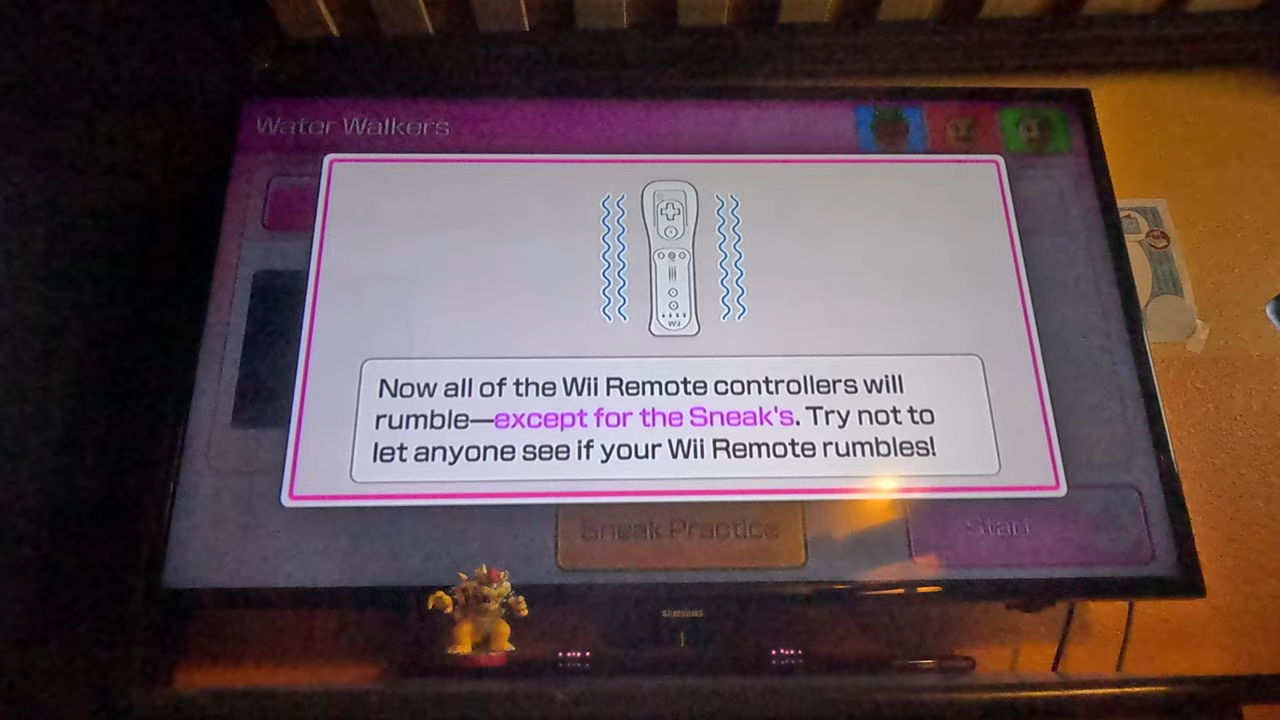 Water Walkers
Wii
Now all of the Wii Remote controllers will
rumble—except for the Sneak's. Try not to
let anyone see if your Wii Remote rumbles!
Sneak Practice
Start
SAMSUNG